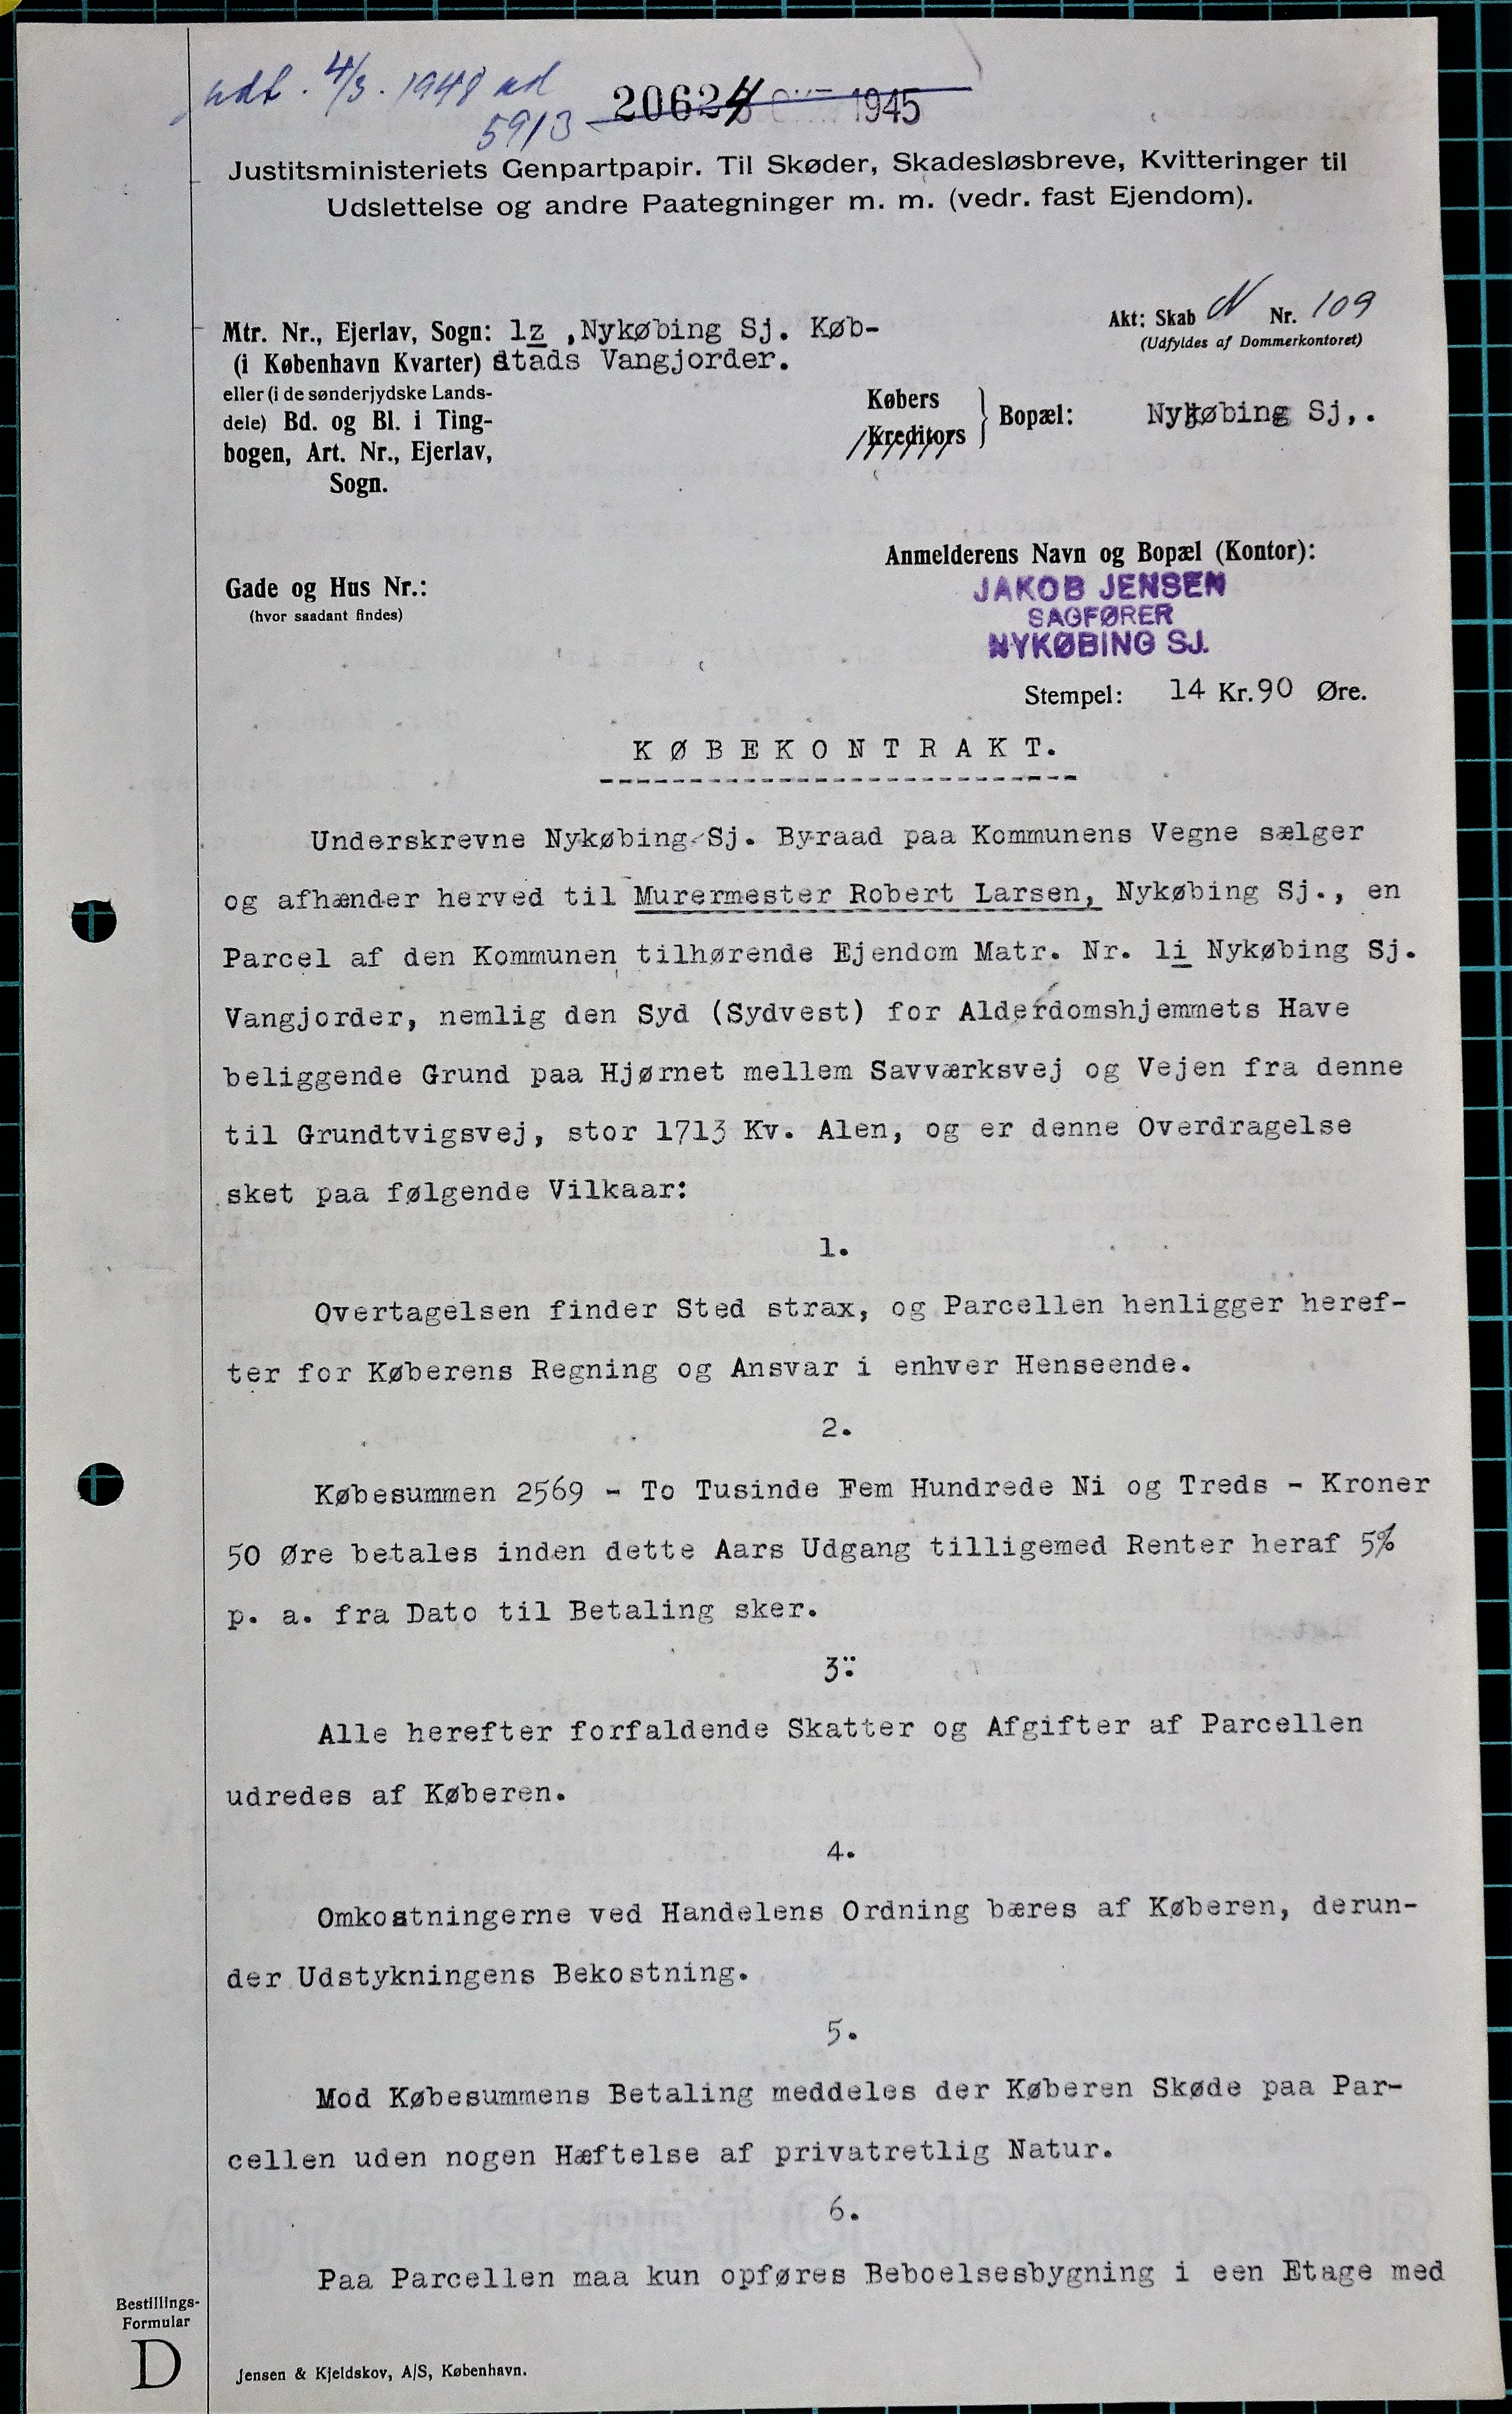 udt. 4/3. 1948 ad
5913
20624 1945
Justitsministeriets Genpartpapir. Til Skøder, Skadesløsbreve, Kvitteringer til
Udslettelse og andre Paategninger m. m. (vedr. fast Ejendom).
Akt: Skab N Nr. 109
(Udfyldes af Dommerkontoret)
Mtr. Nr., Ejerlav, Sogn: 1z ,Nykøbing Sj. Køb-
(i København Kvarter) stads Vangjorder.
eller (i de sønderjydske Lands-
dele) Bd. og Bl. i Ting-
bogen, Art. Nr., Ejerlav,
Sogn.
Købers
Kreditors
Bopæl: Nykøbing Sj,.
Gade og Hus Nr.:
(hvor saadant findes)
Anmelderens Navn og Bopæl (Kontor):
JAKOB JENSEN
SAGFØRER
NYKØBING SJ.
Stempel: 14 Kr. 90 Øre.
KØBEKONTRAKT.
Underskrevne Nykøbing Sj. Byraad paa Kommunens Vegne sælger
og afhænder herved til Murermester Robert Larsen, Nykøbing Sj., en
Parcel af den Kommunen tilhørende Ejendom Matr. Nr. 1i Nykøbing Sj.
Vangjorder, nemlig den Syd (Sydvest) for Alderdomshjemmets Have
beliggende Grund paa Hjørnet mellem Savværksvej og Vejen fra denne
til Grundtvigsvej, stor 1713 Kv. Alen, og er denne Overdragelse
sket paa følgende Vilkaar:
1.
Overtagelsen finder Sted strax, og Parcellen henligger heref-
ter for Køberens Regning og Ansvar i enhver Henseende.
2.
Købesummen 2569 - To Tusinde Fem Hundrede Ni og Treds - Kroner
50 Øre betales inden dette Aars Udgang tilligemed Renter heraf 5%
p. a. fra Dato til Betaling sker.
3.
Alle herefter forfaldende Skatter og Afgifter af Parcellen
udredes af Køberen.
4.
Omkostningerne ved Handelens Ordning bæres af Køberen, derun-
der Udstykningens Bekostning.
5.
Mod Købesummens Betaling meddeles der Køberen Skøde paa Par-
cellen uden nogen Hæftelse af privatretlig Natur.
6.
Paa Parcellen maa kun opføres Beboelsesbygning i een Etage med
Bestillings-
Formular
D
Jensen & Kjeldskov, A/S, København.